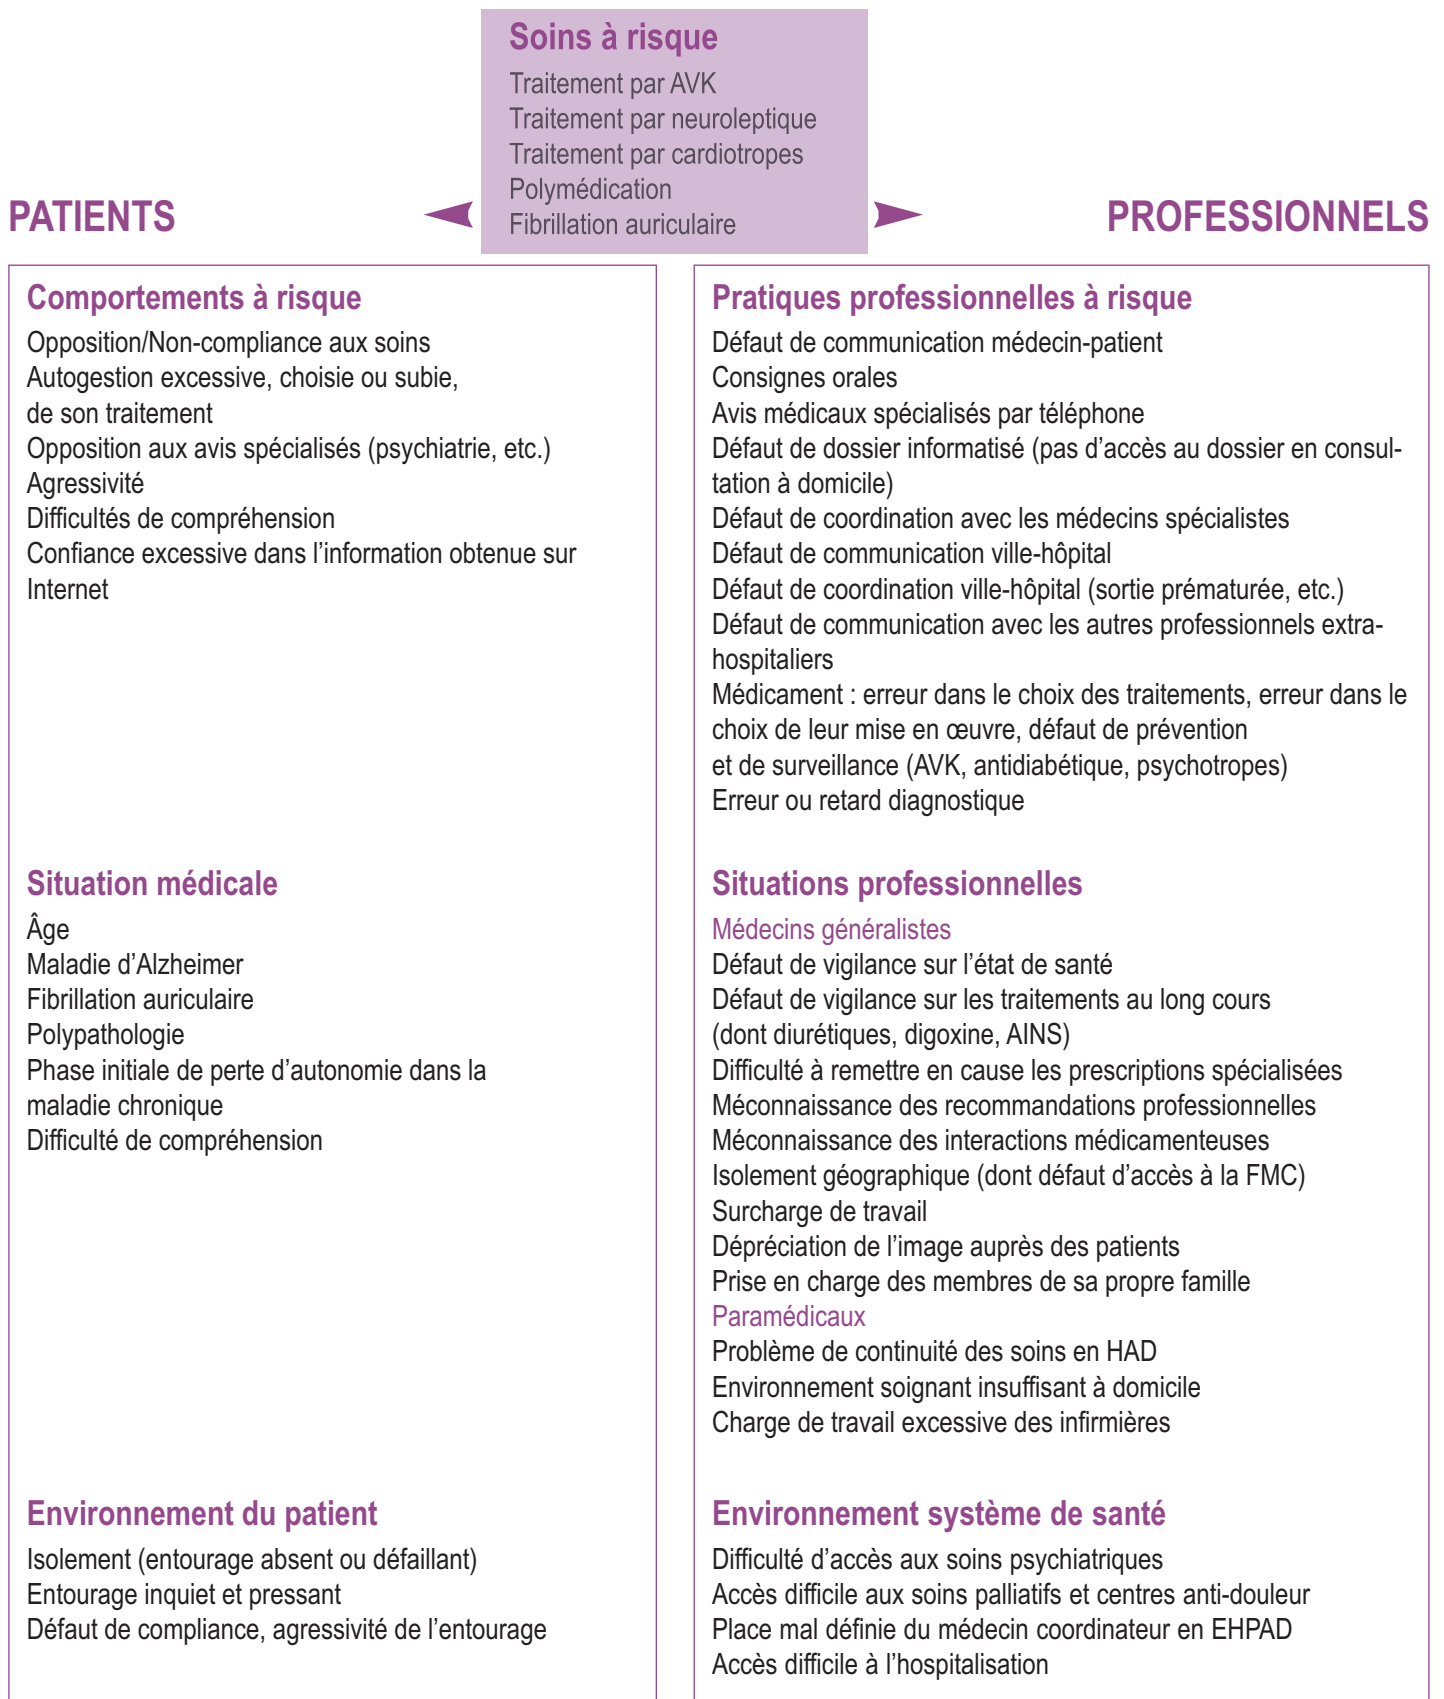 Soins à risque
Traitement par AVK
Traitement par neuroleptique
Traitement par cardiotropes
Polymédication
Fibrillation auriculaire
PATIENTS
PROFESSIONNELS
Comportements à risque
Opposition/Non-compliance aux soins
Autogestion excessive, choisie ou subie,
de son traitement
Opposition aux avis spécialisés (psychiatrie, etc.)
Agressivité
Difficultés de compréhension
Confiance excessive dans l’information obtenue sur
Internet
Situation médicale
Âge
Maladie d’Alzheimer
Fibrillation auriculaire
Polypathologie
Phase initiale de perte d’autonomie dans la
maladie chronique
Difficulté de compréhension
Environnement du patient
Isolement (entourage absent ou défaillant)
Entourage inquiet et pressant
Défaut de compliance, agressivité de l’entourage
Pratiques professionnelles à risque
Défaut de communication médecin-patient
Consignes orales
Avis médicaux spécialisés par téléphone
Défaut de dossier informatisé (pas d’accès au dossier en consul-
tation à domicile)
Défaut de coordination avec les médecins spécialistes
Défaut de communication ville-hôpital
Défaut de coordination ville-hôpital (sortie prématurée, etc.)
Défaut de communication avec les autres professionnels extra-
hospitaliers
Médicament : erreur dans le choix des traitements, erreur dans le
choix de leur mise en œuvre, défaut de prévention
et de surveillance (AVK, antidiabétique, psychotropes)
Erreur ou retard diagnostique
Situations professionnelles
Médecins généralistes
Défaut de vigilance sur l’état de santé
Défaut de vigilance sur les traitements au long cours
(dont diurétiques, digoxine, AINS)
Difficulté à remettre en cause les prescriptions spécialisées
Méconnaissance des recommandations professionnelles
Méconnaissance des interactions médicamenteuses
Isolement géographique (dont défaut d’accès à la FMC)
Surcharge de travail
Dépréciation de l’image auprès des patients
Prise en charge des membres de sa propre famille
Paramédicaux
Problème de continuité des soins en HAD
Environnement soignant insuffisant à domicile
Charge de travail excessive des infirmières
Environnement système de santé
Difficulté d’accès aux soins psychiatriques
Accès difficile aux soins palliatifs et centres anti-douleur
Place mal définie du médecin coordinateur en EHPAD
Accès difficile à l’hospitalisation